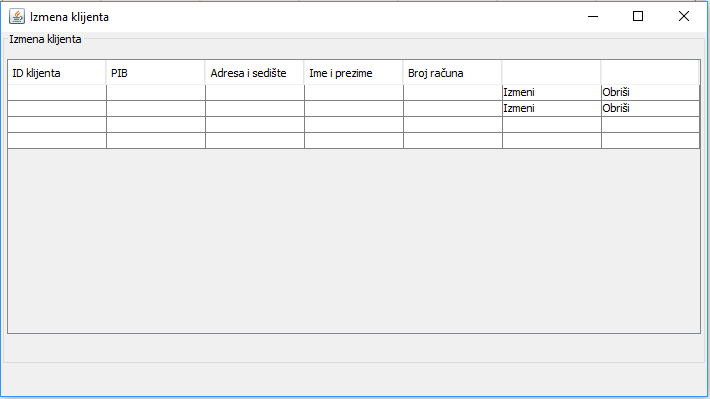 Izmena klijenta
Izmena klijenta
ID klijenta PIB Adresa i sedište Ime i prezime Broj računa
Izmeni Obriši
Izmeni Obriši